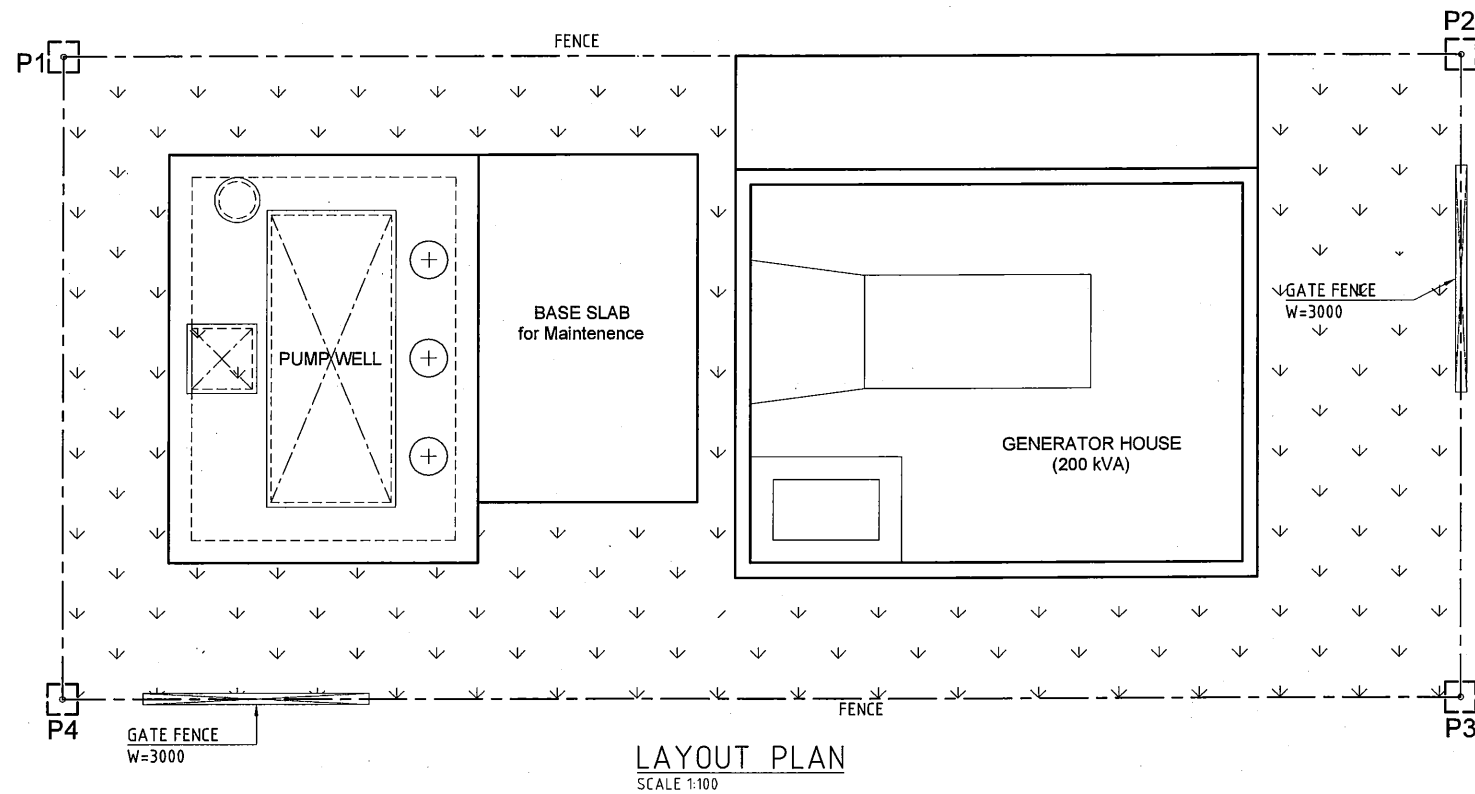 P1
FENCE
P2
BASE SLAB
for Maintenence
PUMP WELL
GATE FENCE
W=3000
GENERATOR HOUSE
(200 kVA)
P4
FENCE
P3
GATE FENCE
W=3000
LAYOUT PLAN
SCALE 1:100